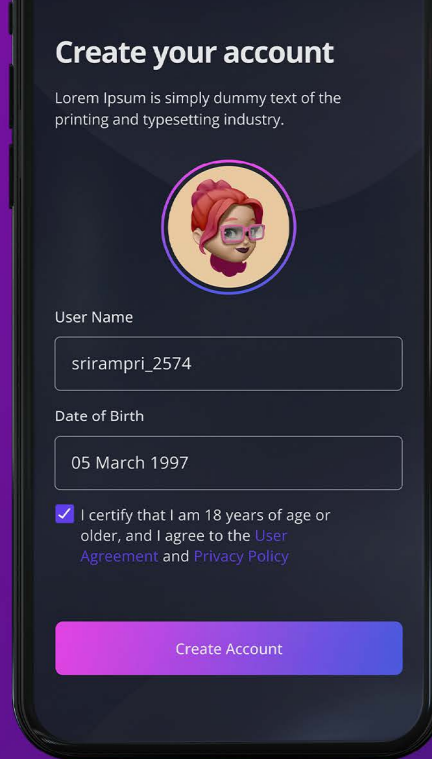 Create your account
Lorem Ipsum is simply dummy text of the
printing and typesetting industry.
User Name
srirampri_2574
Date of Birth
05 March 1997
I certify that I am 18 years of age or
older, and I agree to the User
Agreement and Privacy Policy
Create Account